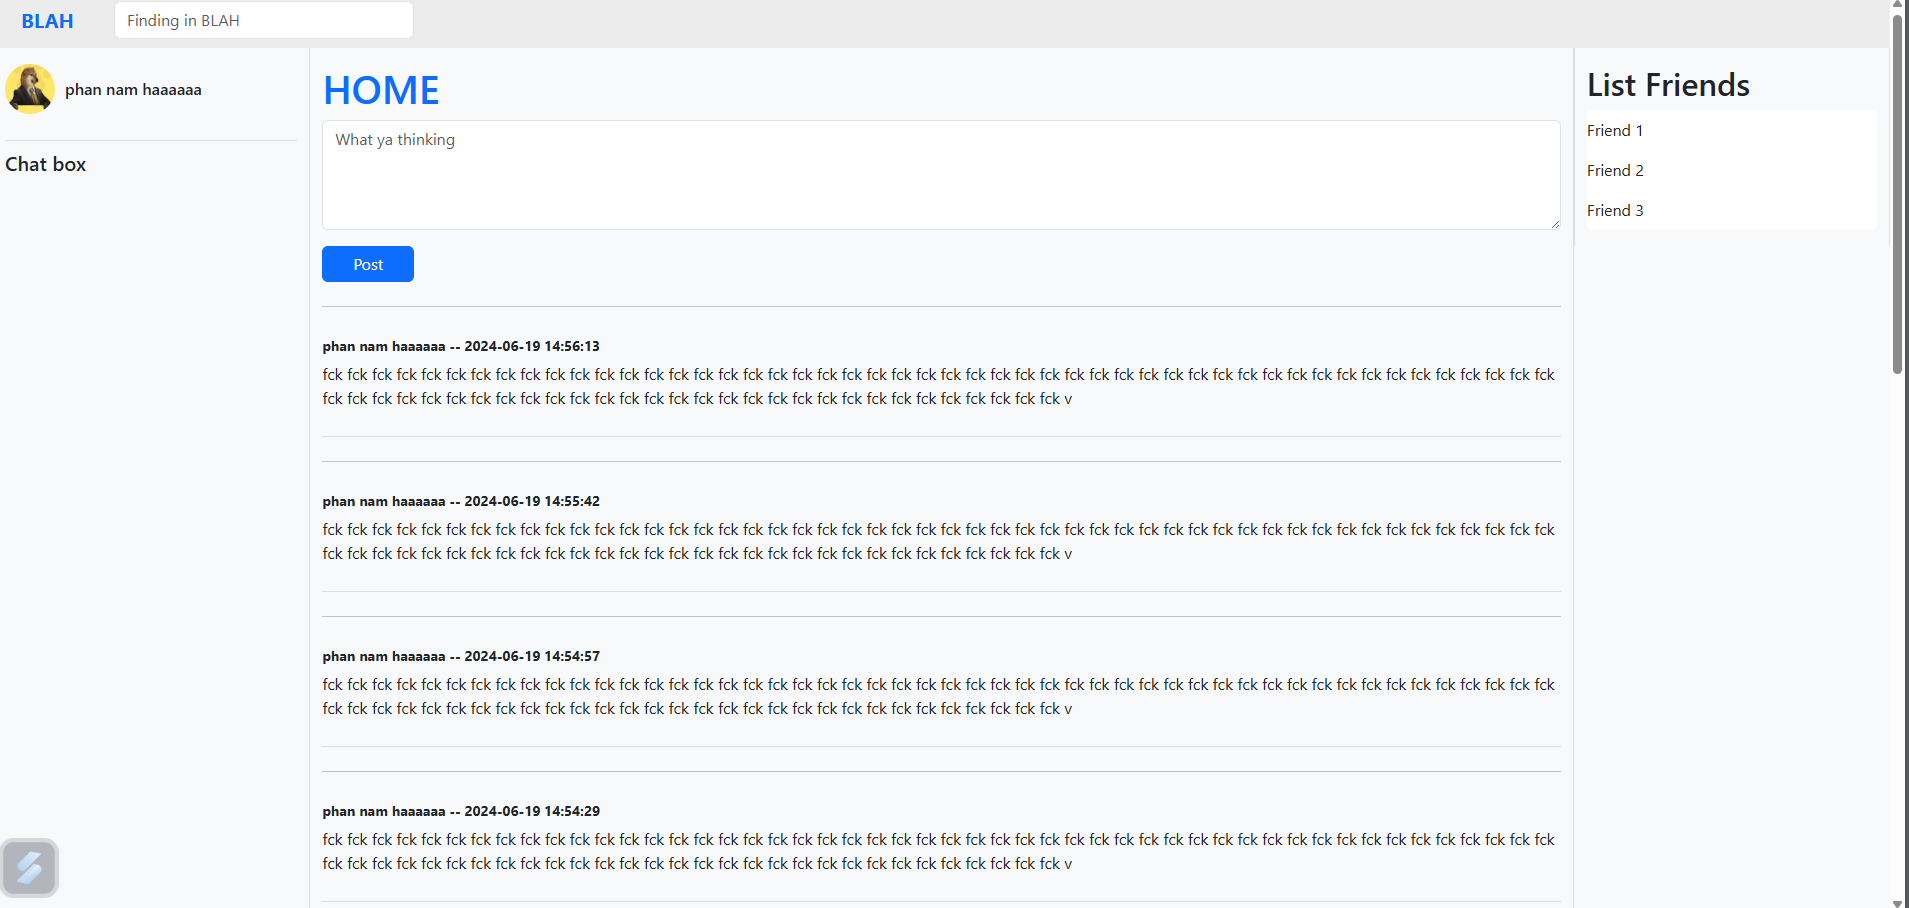 BLAH
Finding in BLAH
phan nam haaaaaa
Chat box
HOME
What ya thinking
Post
phan nam haaaaaa -- 2024-06-19 14:56:13
fck fck fck fck fck fck fck fck fck fck fck fck fck fck fck fck fck fck fck fck fck fck fck fck fck fck fck fck fck fck fck fck fck fck fck fck fck fck fck fck fck fck fck fck fck fck fck fck fck fck
fck fck fck fck fck fck fck fck fck fck fck fck fck fck fck fck fck fck fck fck fck fck fck fck fck fck fck fck fck fck v
phan nam haaaaaa -- 2024-06-19 14:55:42
fck fck fck fck fck fck fck fck fck fck fck fck fck fck fck fck fck fck fck fck fck fck fck fck fck fck fck fck fck fck fck fck fck fck fck fck fck fck fck fck fck fck fck fck fck fck fck fck fck fck
fck fck fck fck fck fck fck fck fck fck fck fck fck fck fck fck fck fck fck fck fck fck fck fck fck fck fck fck fck fck v
phan nam haaaaaa -- 2024-06-19 14:54:57
fck fck fck fck fck fck fck fck fck fck fck fck fck fck fck fck fck fck fck fck fck fck fck fck fck fck fck fck fck fck fck fck fck fck fck fck fck fck fck fck fck fck fck fck fck fck fck fck fck fck
fck fck fck fck fck fck fck fck fck fck fck fck fck fck fck fck fck fck fck fck fck fck fck fck fck fck fck fck fck fck v
phan nam haaaaaa -- 2024-06-19 14:54:29
fck fck fck fck fck fck fck fck fck fck fck fck fck fck fck fck fck fck fck fck fck fck fck fck fck fck fck fck fck fck fck fck fck fck fck fck fck fck fck fck fck fck fck fck fck fck fck fck fck fck
fck fck fck fck fck fck fck fck fck fck fck fck fck fck fck fck fck fck fck fck fck fck fck fck fck fck fck fck fck fck v
List Friends
Friend 1
Friend 2
Friend 3